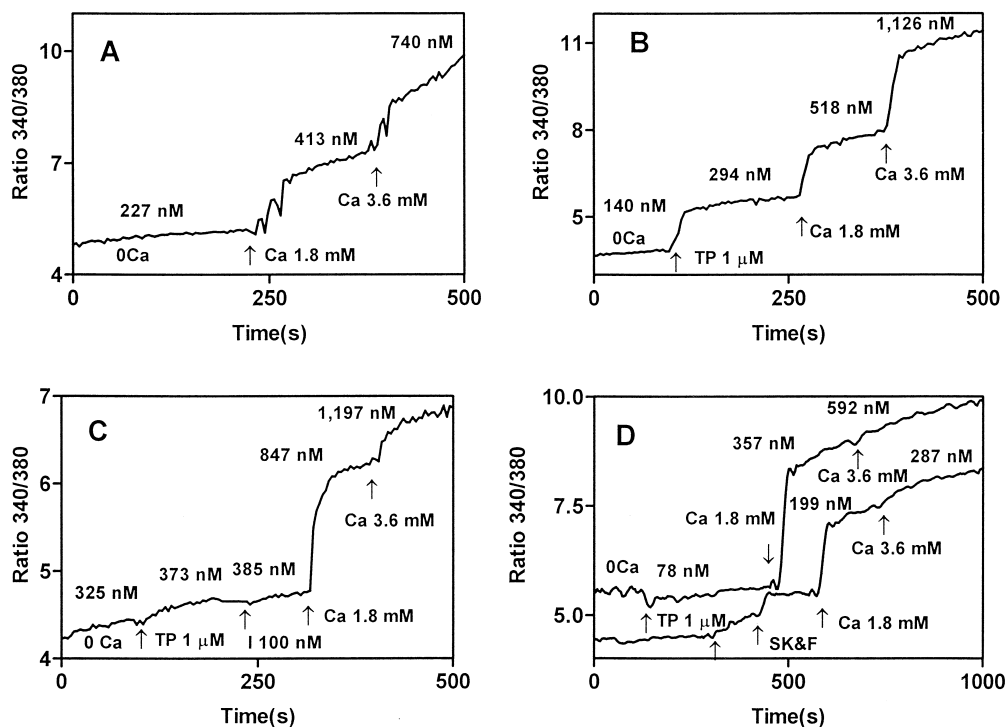 A
Ratio 340/380
10
7
4
740 nM
413 nM
Ca 3.6 mM
227 nM
0Ca
Ca 1.8 mM
0
250
500
Time(s)
B
Ratio 340/380
11
8
5
1,126 nM
518 nM
Ca 3.6 mM
294 nM
140 nM
Ca 1.8 mM
0Ca
TP 1 μM
0
250
500
Time(s)
C
Ratio 340/380
7
6
5
4
1,197 nM
847 nM
Ca 3.6 mM
325 nM
373 nM
385 nM
Ca 1.8 mM
0 Ca
TP 1 μM
I 100 nM
0
250
500
Time(s)
D
Ratio 340/380
10.0
7.5
5.0
592 nM
357 nM
Ca 3.6 mM
287 nM
199 nM
Ca 1.8 mM
Ca 3.6 mM
0Ca
78 nM
TP 1 μM
Ca 1.8 mM
SK&F
0
500
1000
Time(s)